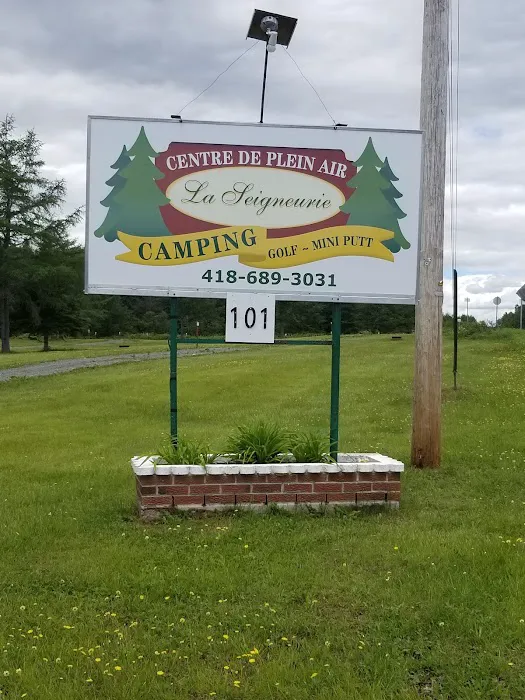 CENTRE DE PLEIN AIR
La Seigneurie
CAMPING GOLF ~ MINI PUTT
418-689-3031
101